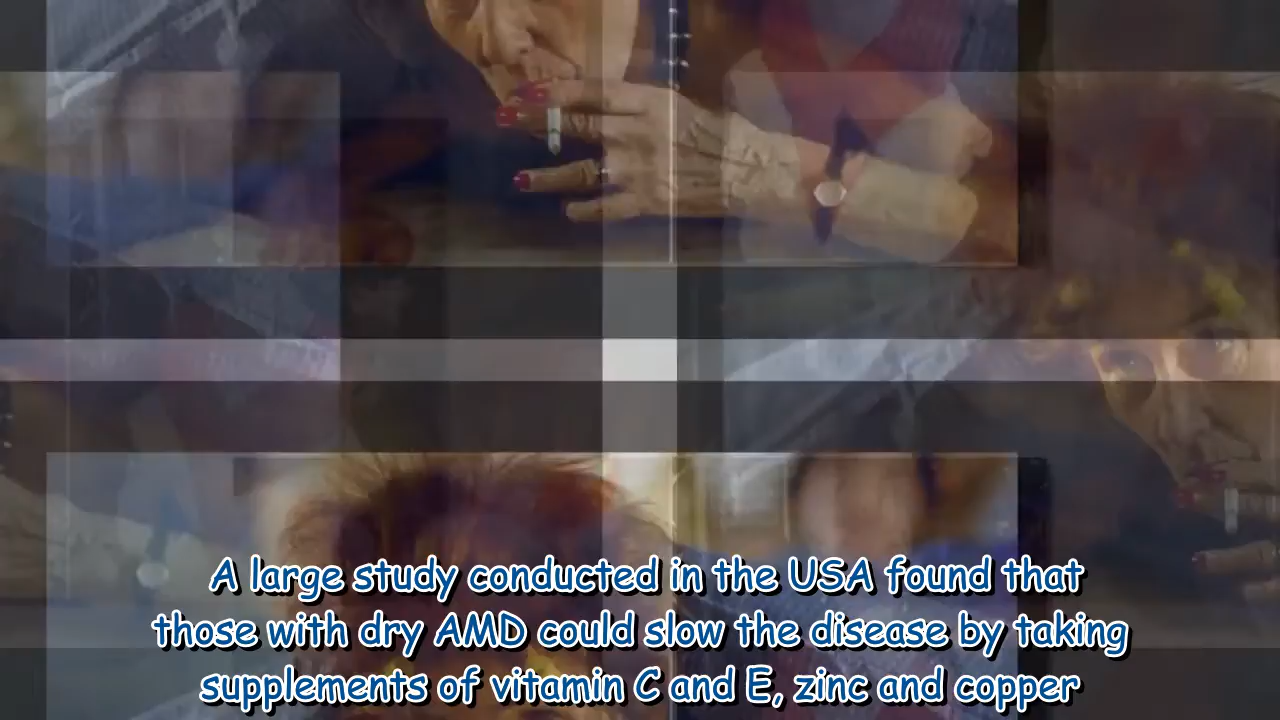 A large study conducted in the USA found that
those with dry AMD could slow the disease by taking
supplements of vitamin C and E, zinc and copper